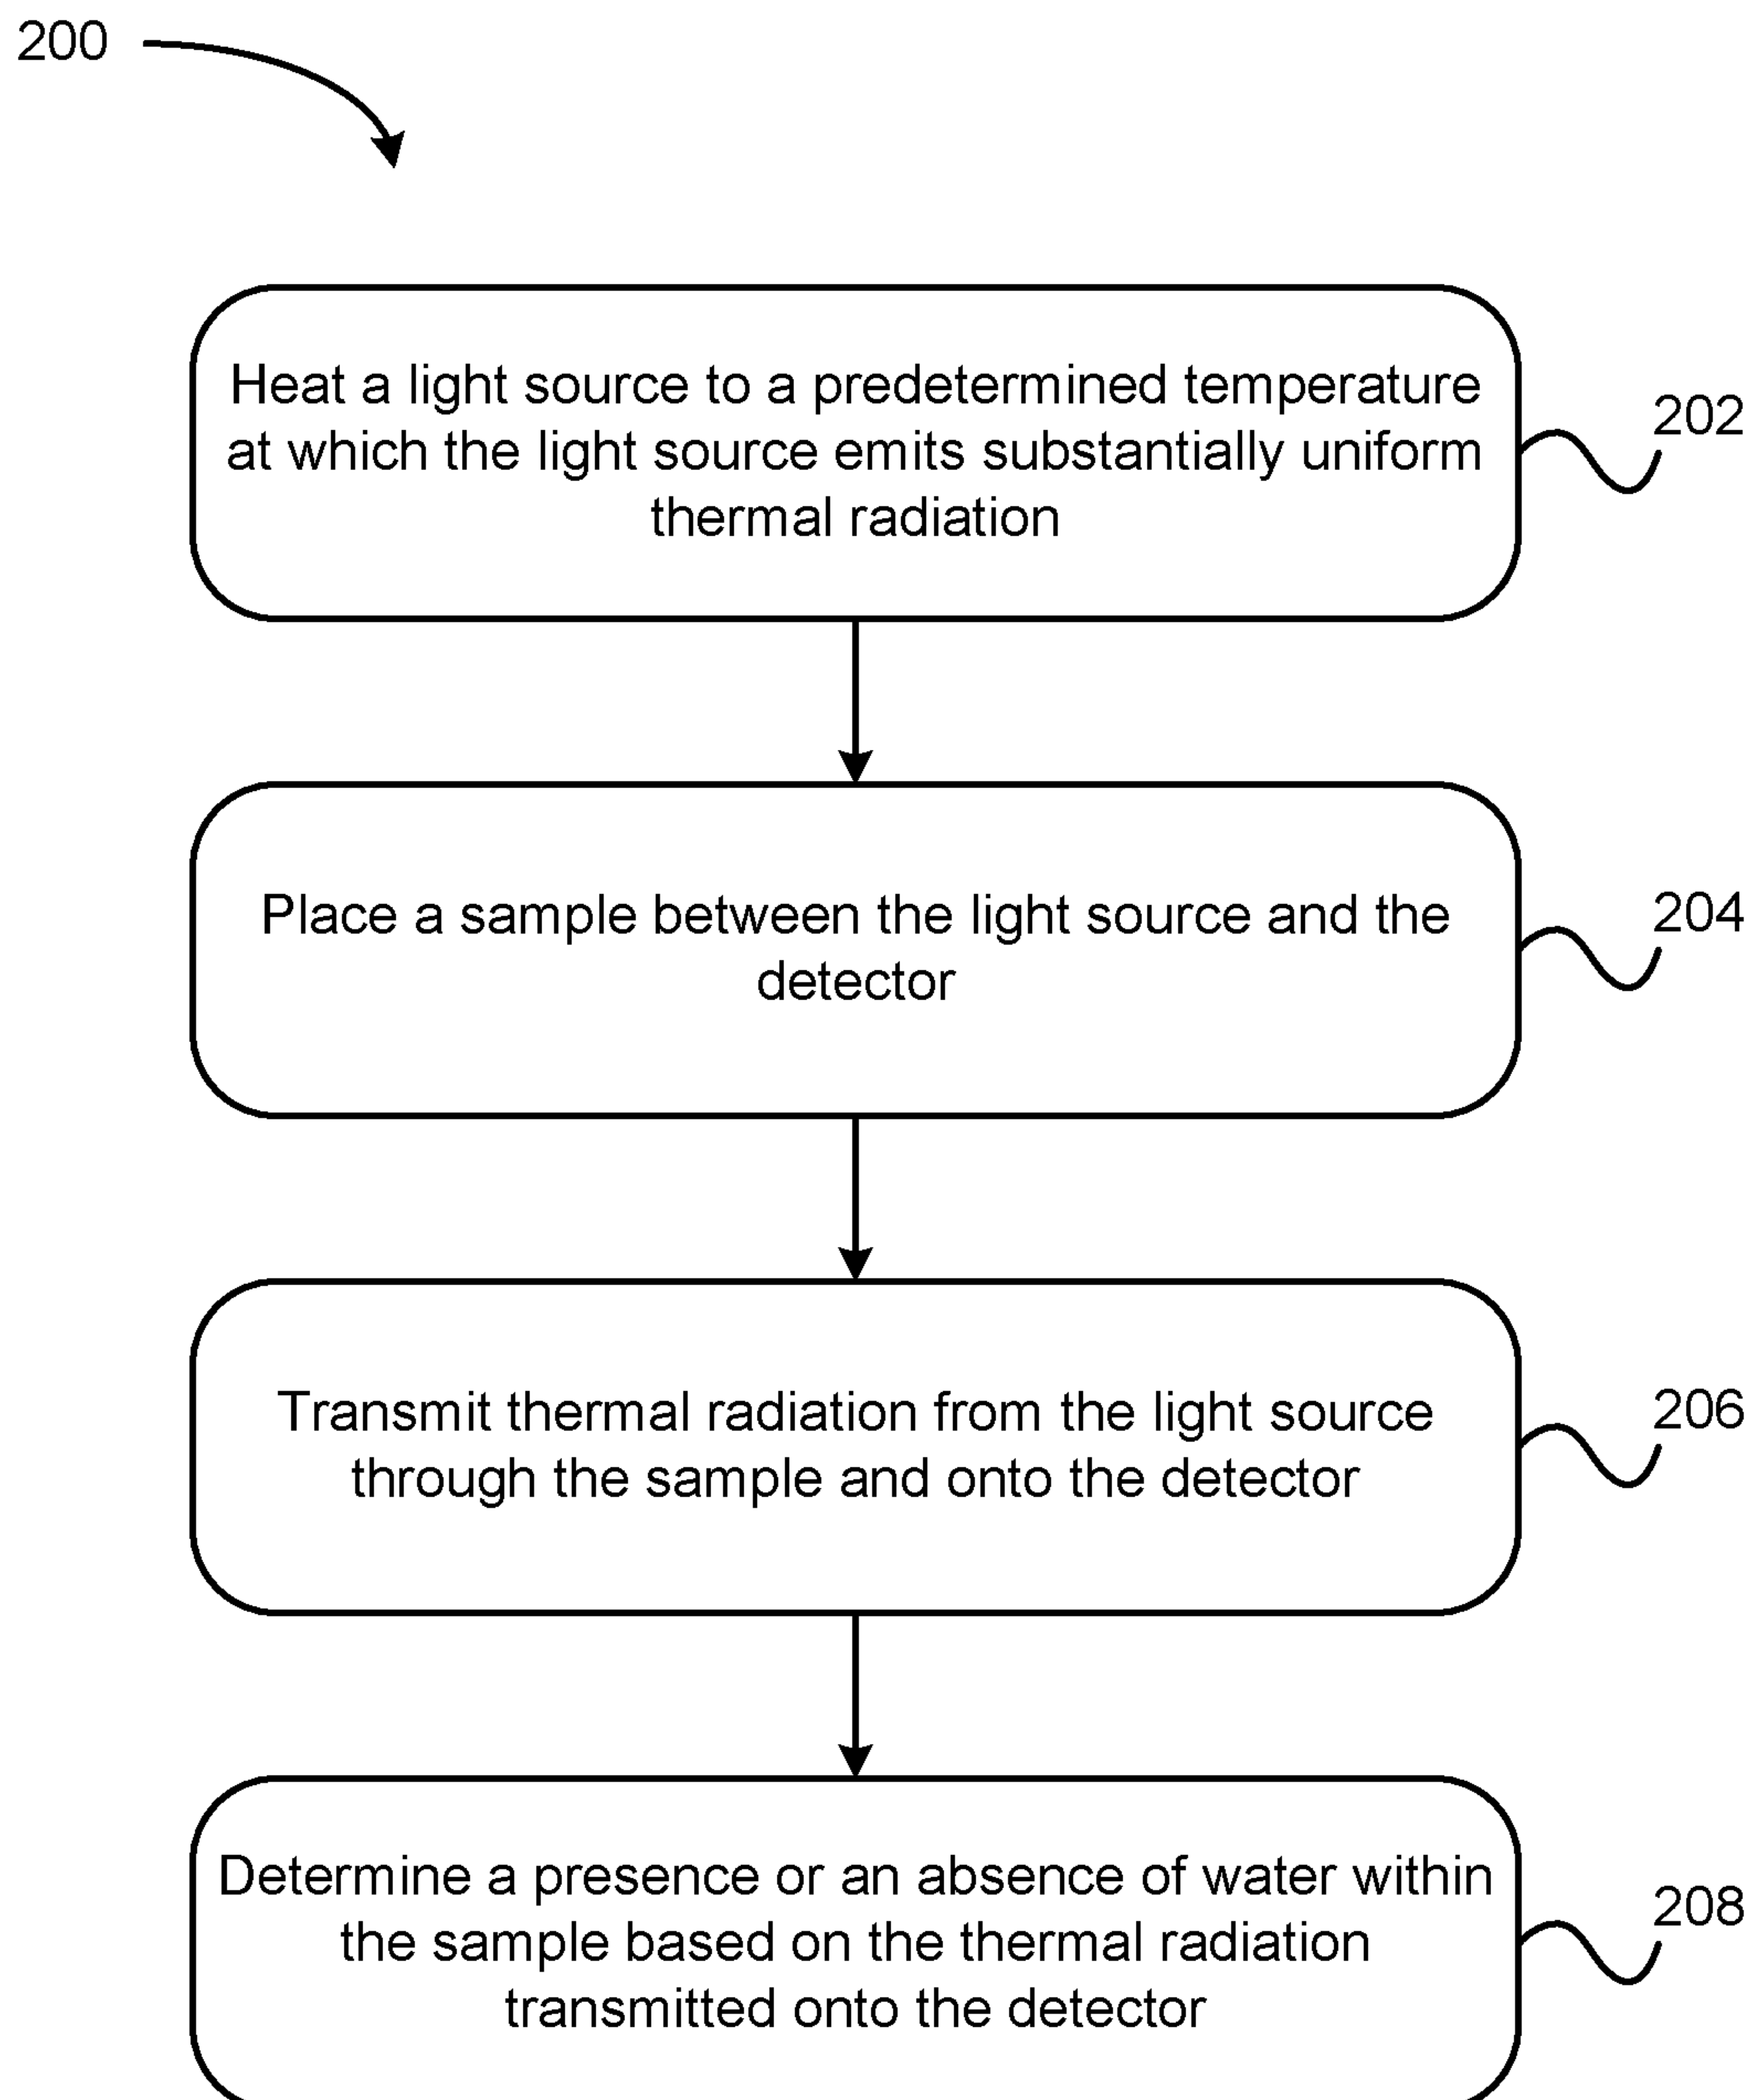 200
Heat a light source to a predetermined temperature
at which the light source emits substantially uniform
thermal radiation
202
Place a sample between the light source and the
detector
204
Transmit thermal radiation from the light source
through the sample and onto the detector
206
Determine a presence or an absence of water within
the sample based on the thermal radiation
transmitted onto the detector
208